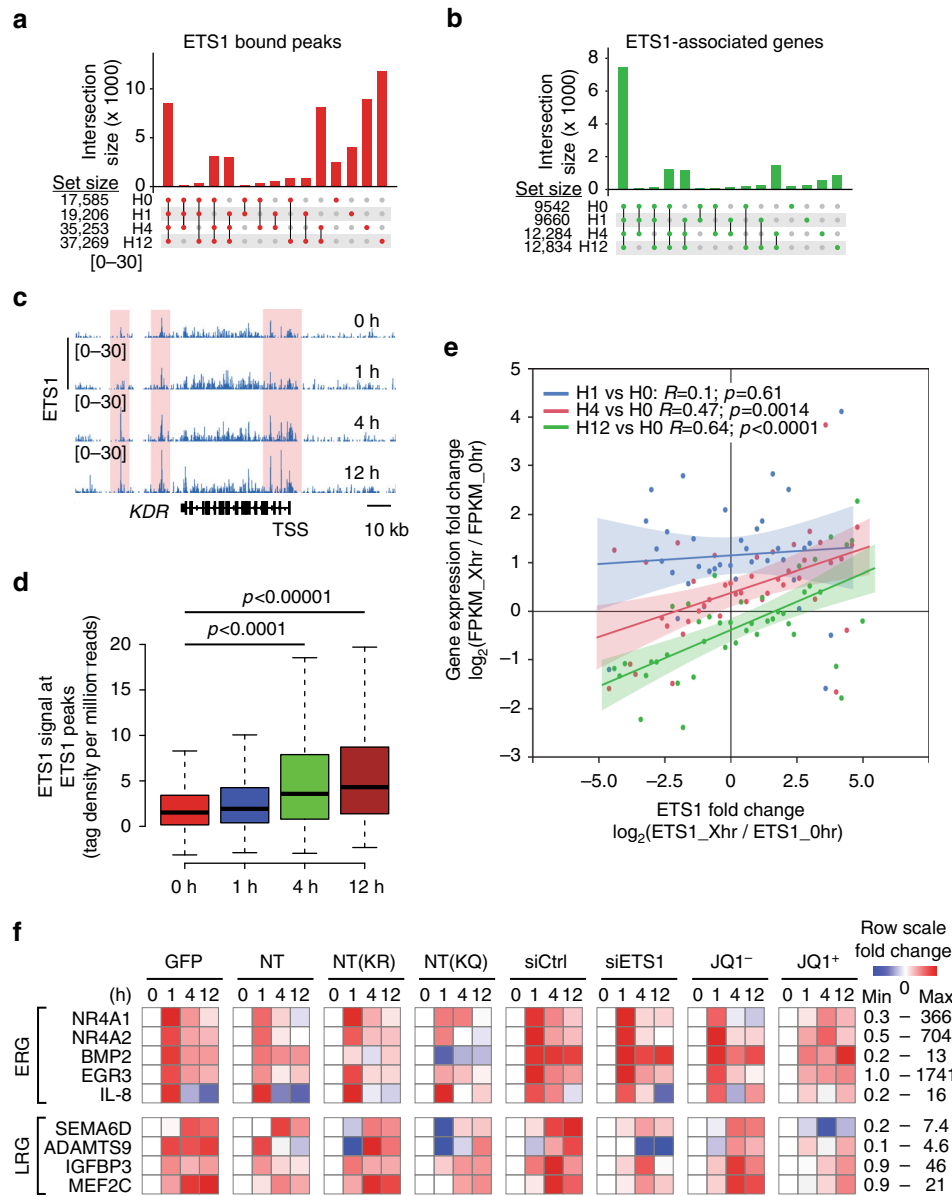 a
ETS1 bound peaks
Intersection
size (x 1000)
10
5
0
Set size
17,585 H0
19,206 H1
35,253 H4
37,269 H12
[0–30]
b
ETS1-associated genes
Intersection
size (x 1000)
8
6
4
2
0
Set size
9542 H0
9660 H1
12,284 H4
12,834 H12
c
ETS1
0 h
[0–30]
1 h
[0–30]
4 h
[0–30]
12 h
KDR
TSS
10 kb
d
p<0.00001
p<0.0001
ETS1 signal at
ETS1 peaks
(tag density per million reads)
20
15
10
5
0
0 h 1 h 4 h 12 h
e
H1 vs H0: R=0.1; p=0.61
H4 vs H0 R=0.47; p=0.0014
H12 vs H0 R=0.64; p<0.0001
Gene expression fold change
log2(FPKM_Xhr / FPKM_0hr)
5
4
3
2
1
0
−1
−2
−3
−5.0 −2.5 0 2.5 5.0
ETS1 fold change
log2(ETS1_Xhr / ETS1_0hr)
f
GFP NT NT(KR) NT(KQ) siCtrl siETS1 JQ1− JQ1+
Row scale
fold change
(h) 0 1 4 12 0 1 4 12 0 1 4 12 0 1 4 12 0 1 4 12 0 1 4 12 0 1 4 12 0 1 4 12 Min 0 Max
ERG
NR4A1 0.3 – 366
NR4A2 0.5 – 704
BMP2 0.2 – 13
EGR3 1.0 – 1741
IL-8 0.2 – 16
LRG
SEMA6D 0.2 – 7.4
ADAMTS9 0.1 – 4.6
IGFBP3 0.9 – 46
MEF2C 0.9 – 21